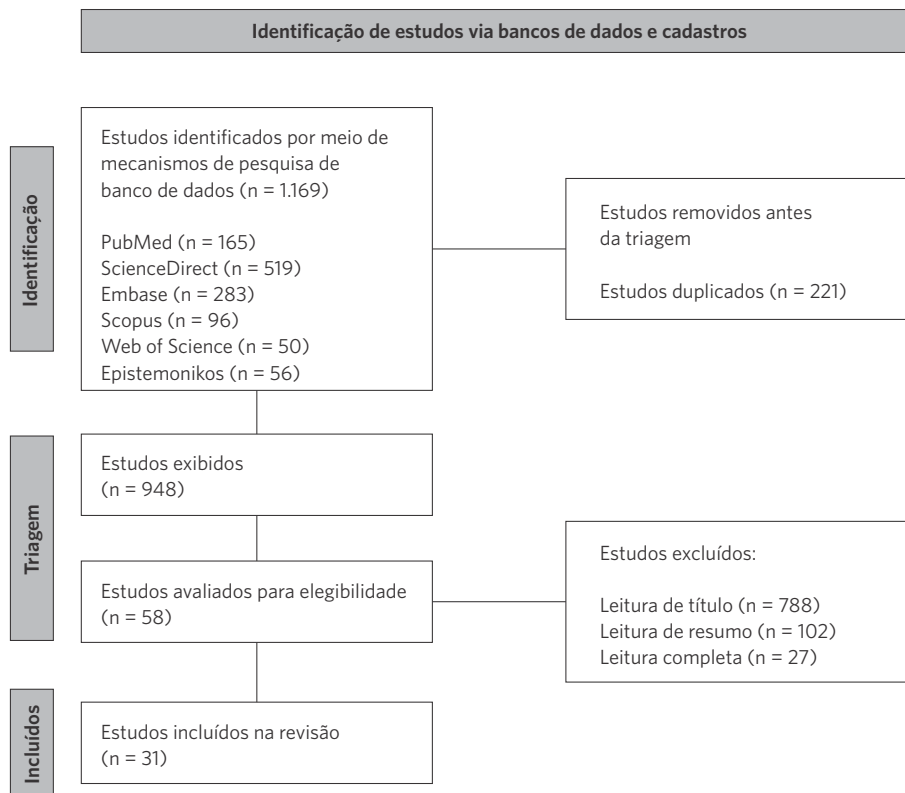 Identificação de estudos via bancos de dados e cadastros
Identificação
Estudos identificados por meio de
mecanismos de pesquisa de
banco de dados (n = 1.169)
PubMed (n = 165)
ScienceDirect (n = 519)
Embase (n = 283)
Scopus (n = 96)
Web of Science (n = 50)
Epistemonikos (n = 56)
Estudos removidos antes
da triagem
Estudos duplicados (n = 221)
Triagem
Estudos exibidos
(n = 948)
Estudos avaliados para elegibilidade
(n = 58)
Estudos excluídos:
Leitura de título (n = 788)
Leitura de resumo (n = 102)
Leitura completa (n = 27)
Incluídos
Estudos incluídos na revisão
(n = 31)